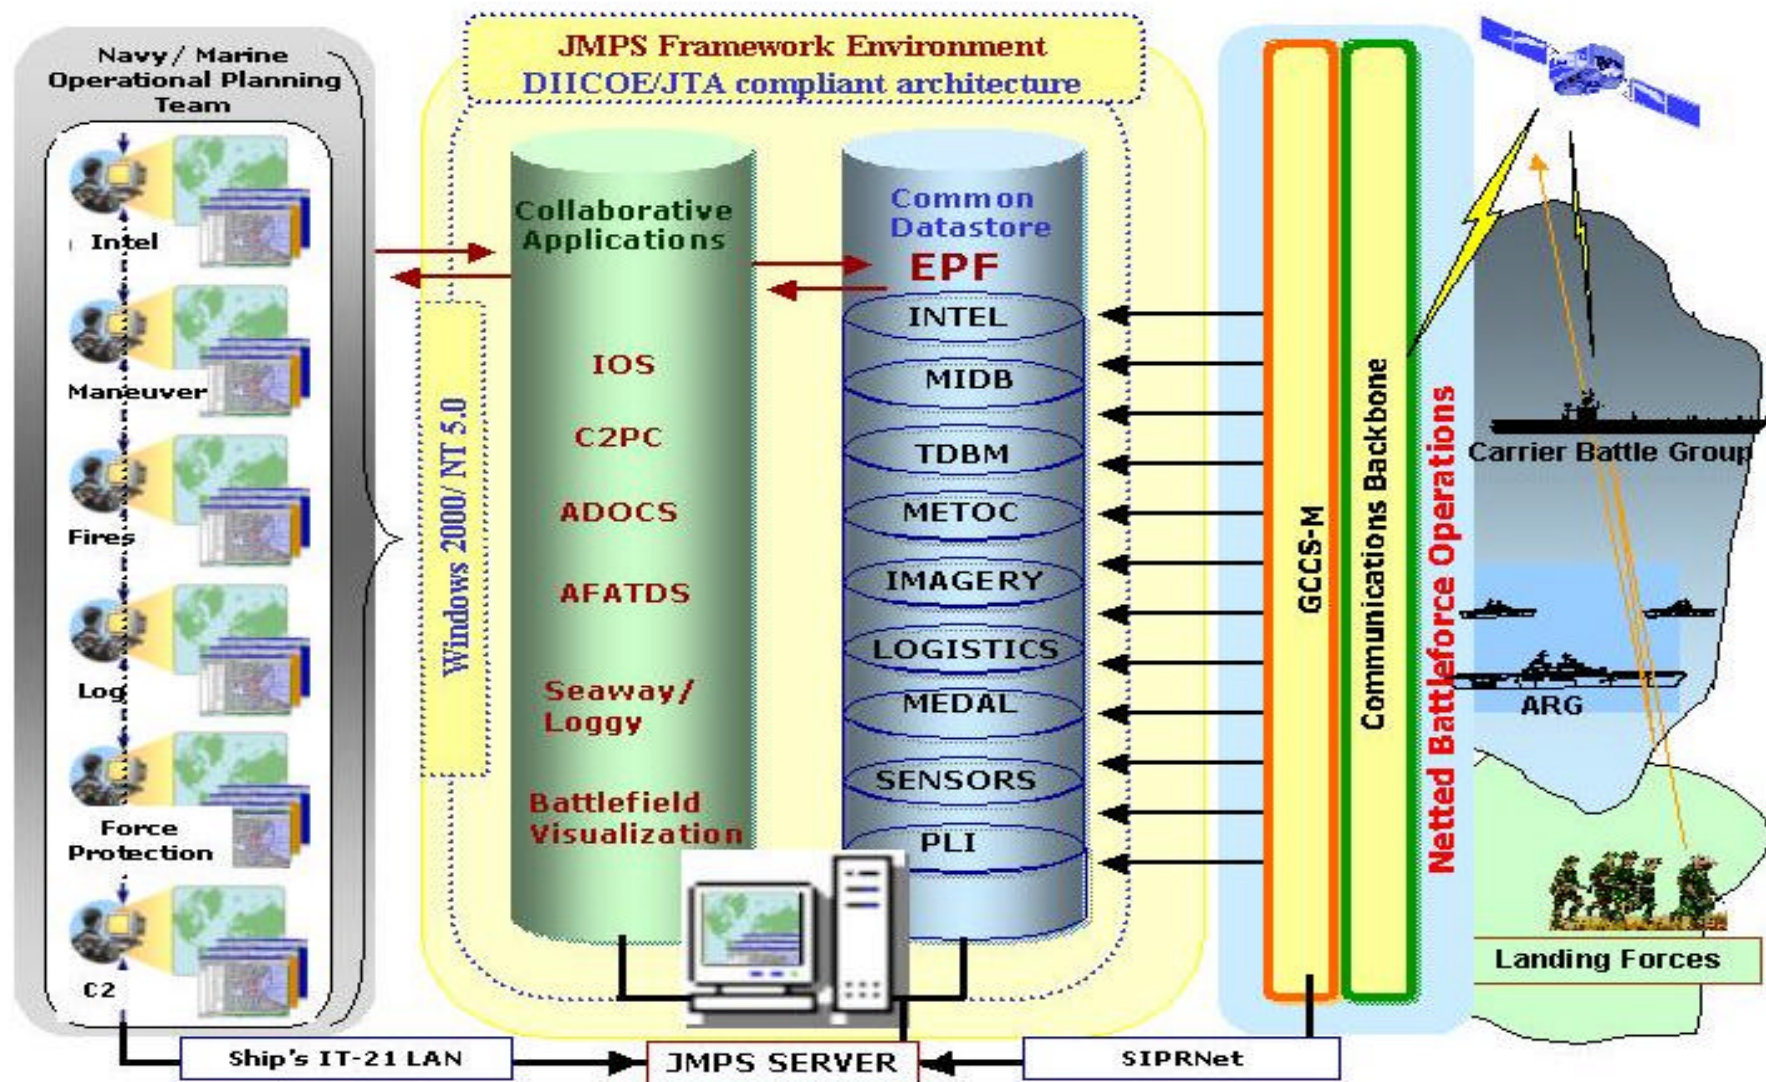 Navy / Marine
Operational Planning
Team
Intel
Maneuver
Fires
Log
Force
Protection
C2
JMPS Framework Environment
DIICOE/JTA compliant architecture
Windows 2000/ NT 5.0
Collaborative
Applications
IOS
C2PC
ADOCS
AFATDS
Seaway/
Loggy
Battlefield
Visualization
Common
Datastore
EPF
INTEL
MIDB
TDBM
METOC
IMAGERY
LOGISTICS
MEDAL
SENSORS
PLI
GCCS-M
Communications Backbone
Netted Battleforce Operations
Carrier Battle Group
ARG
Landing Forces
Ship's IT-21 LAN
JMPS SERVER
SIPRNet